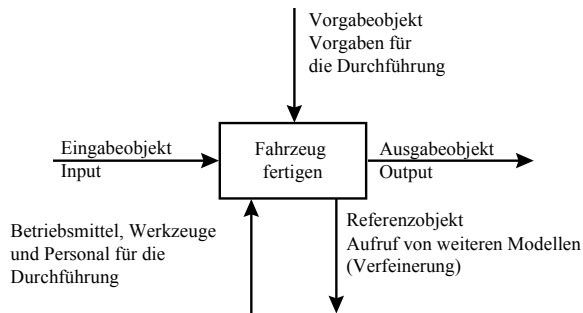 Vorgabeobjekt
Vorgaben für
die Durchführung
Eingabeobjekt
Input
Fahrzeug
fertigen
Ausgabeobjekt
Output
Betriebsmittel, Werkzeuge
und Personal für die
Durchführung
Referenzobjekt
Aufruf von weiteren Modellen
(Verfeinerung)